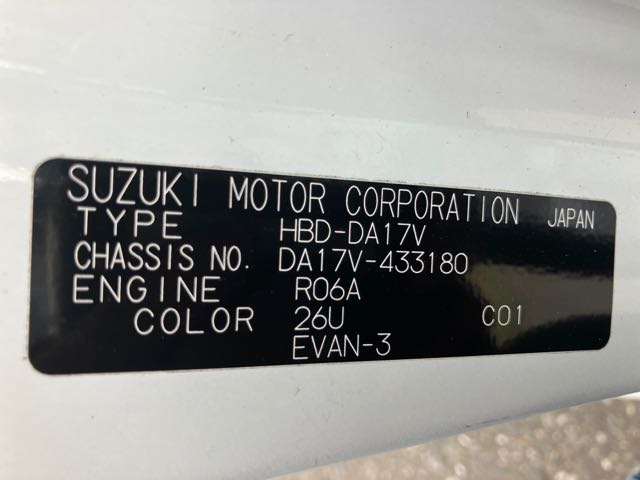 SUZUKI MOTOR CORPORATION JAPAN
TYPE HBD-DA17V
CHASSIS NO. DA17V-433180
ENGINE R06A
COLOR 26U C01
EVAN-3